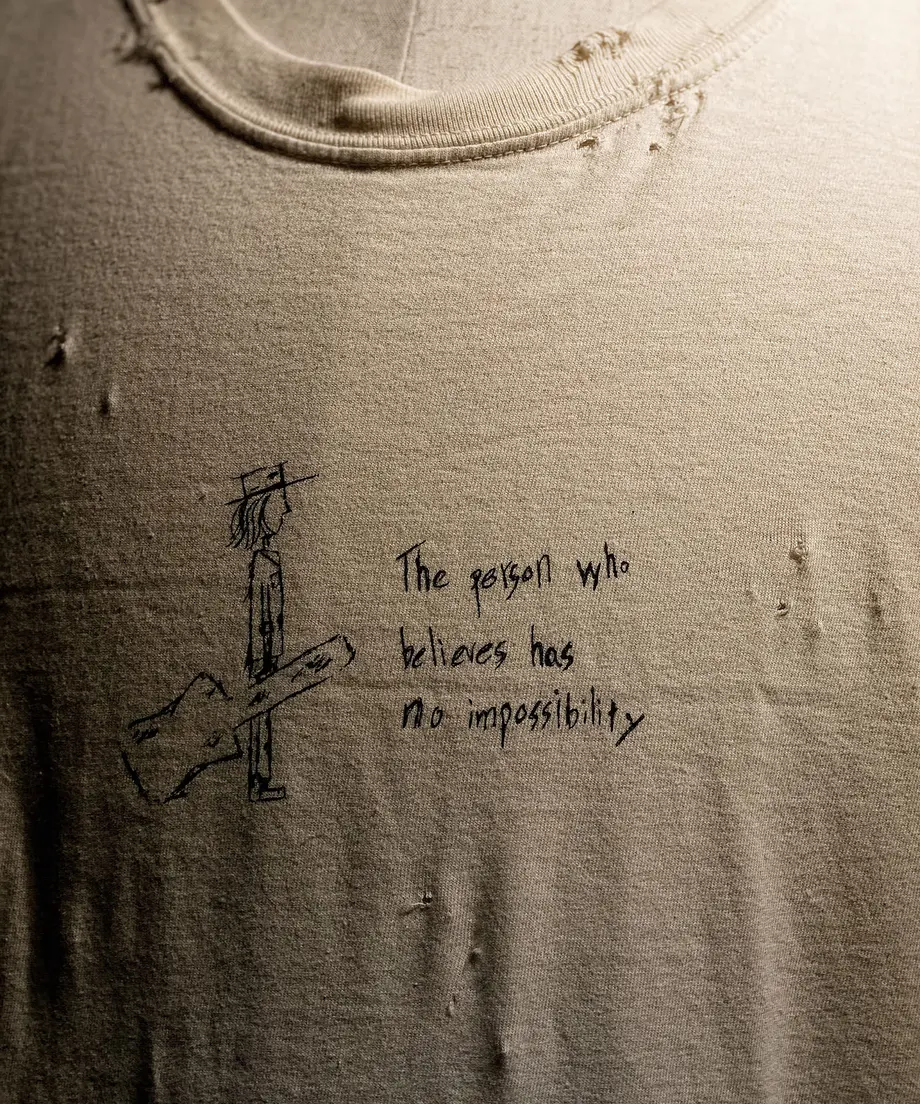 The person who
believes has
no impossibility